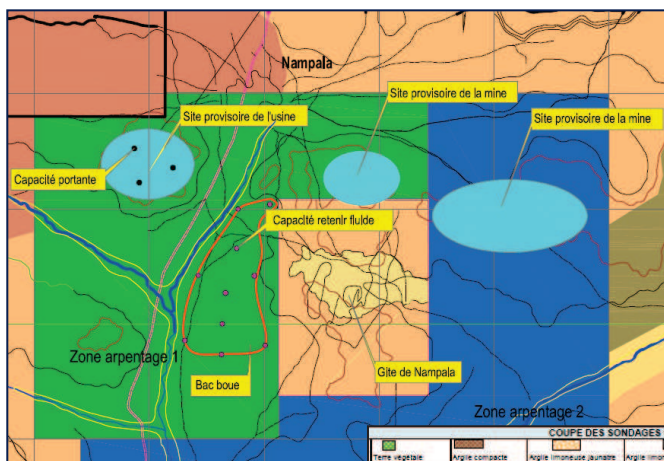 Nampala
Site provisoire de la mine
Site provisoire de l'usine
Site provisoire de la mine
Capacité portante
Capacité retenir fluide
Zone arpentage 1
Gite de Nampala
Bac boue
Zone arpentage 2
COUPE DES SONDAGES
Terre végétale
Argile compacte
Argile limoneuse jaunatre